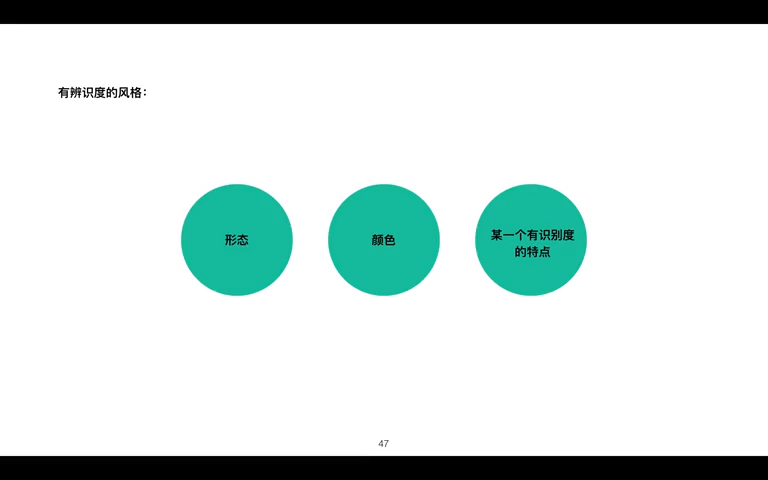 有辨识度的风格：
形态
颜色
某一个有识别度
的特点
47